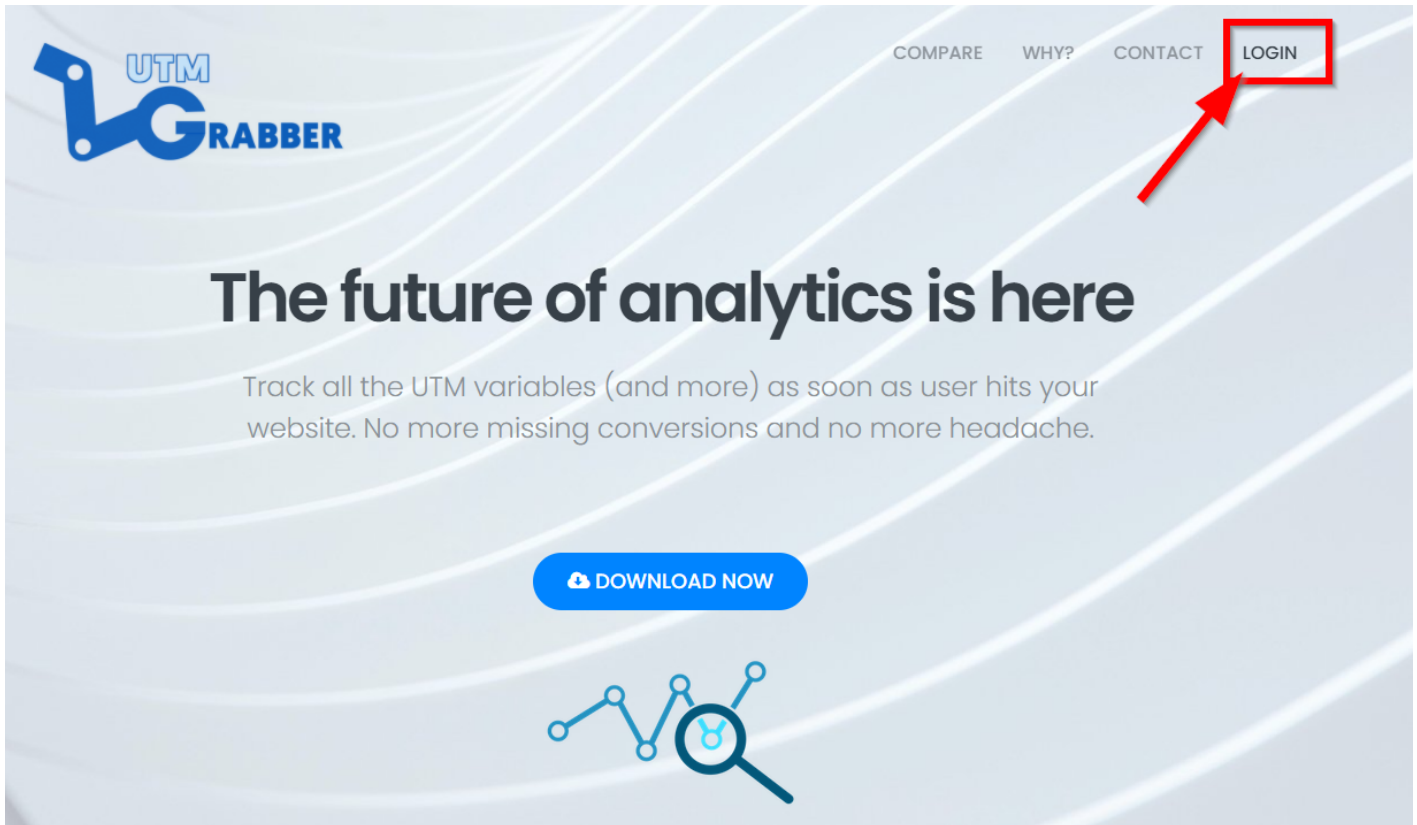 UTM
GRABBER
COMPARE WHY? CONTACT LOGIN
The future of analytics is here
Track all the UTM variables (and more) as soon as user hits your
website. No more missing conversions and no more headache.
DOWNLOAD NOW